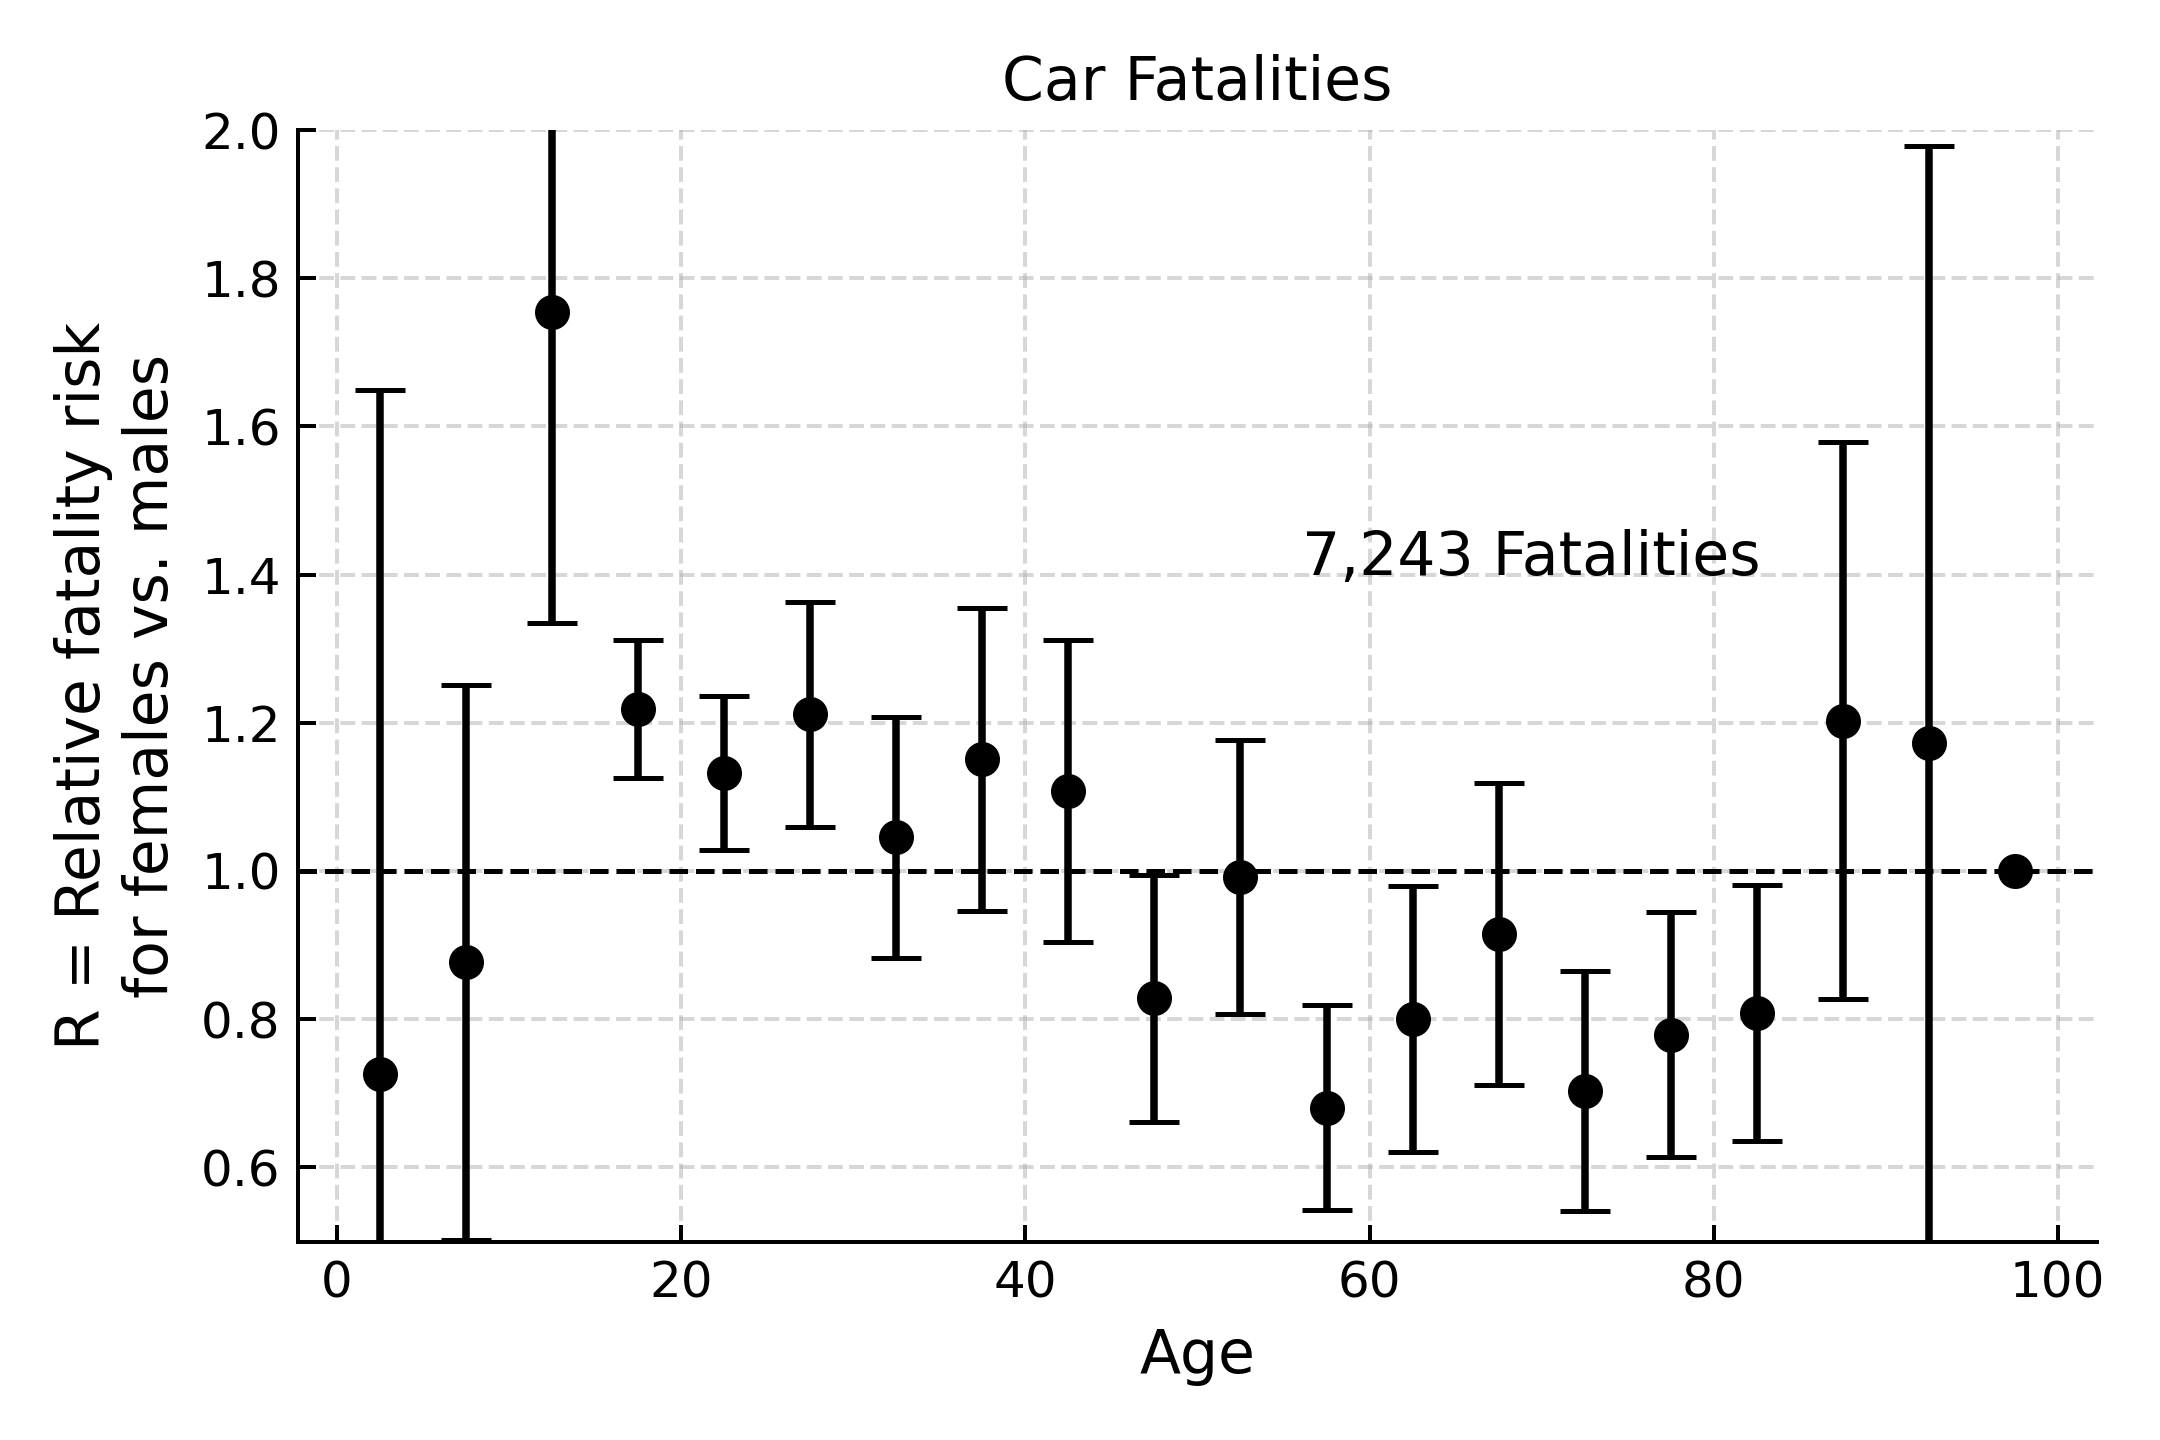 Car Fatalities
R = Relative fatality risk
for females vs. males
2.0
1.8
1.6
1.4
1.2
1.0
0.8
0.6
7,243 Fatalities
0 20 40 60 80 100
Age